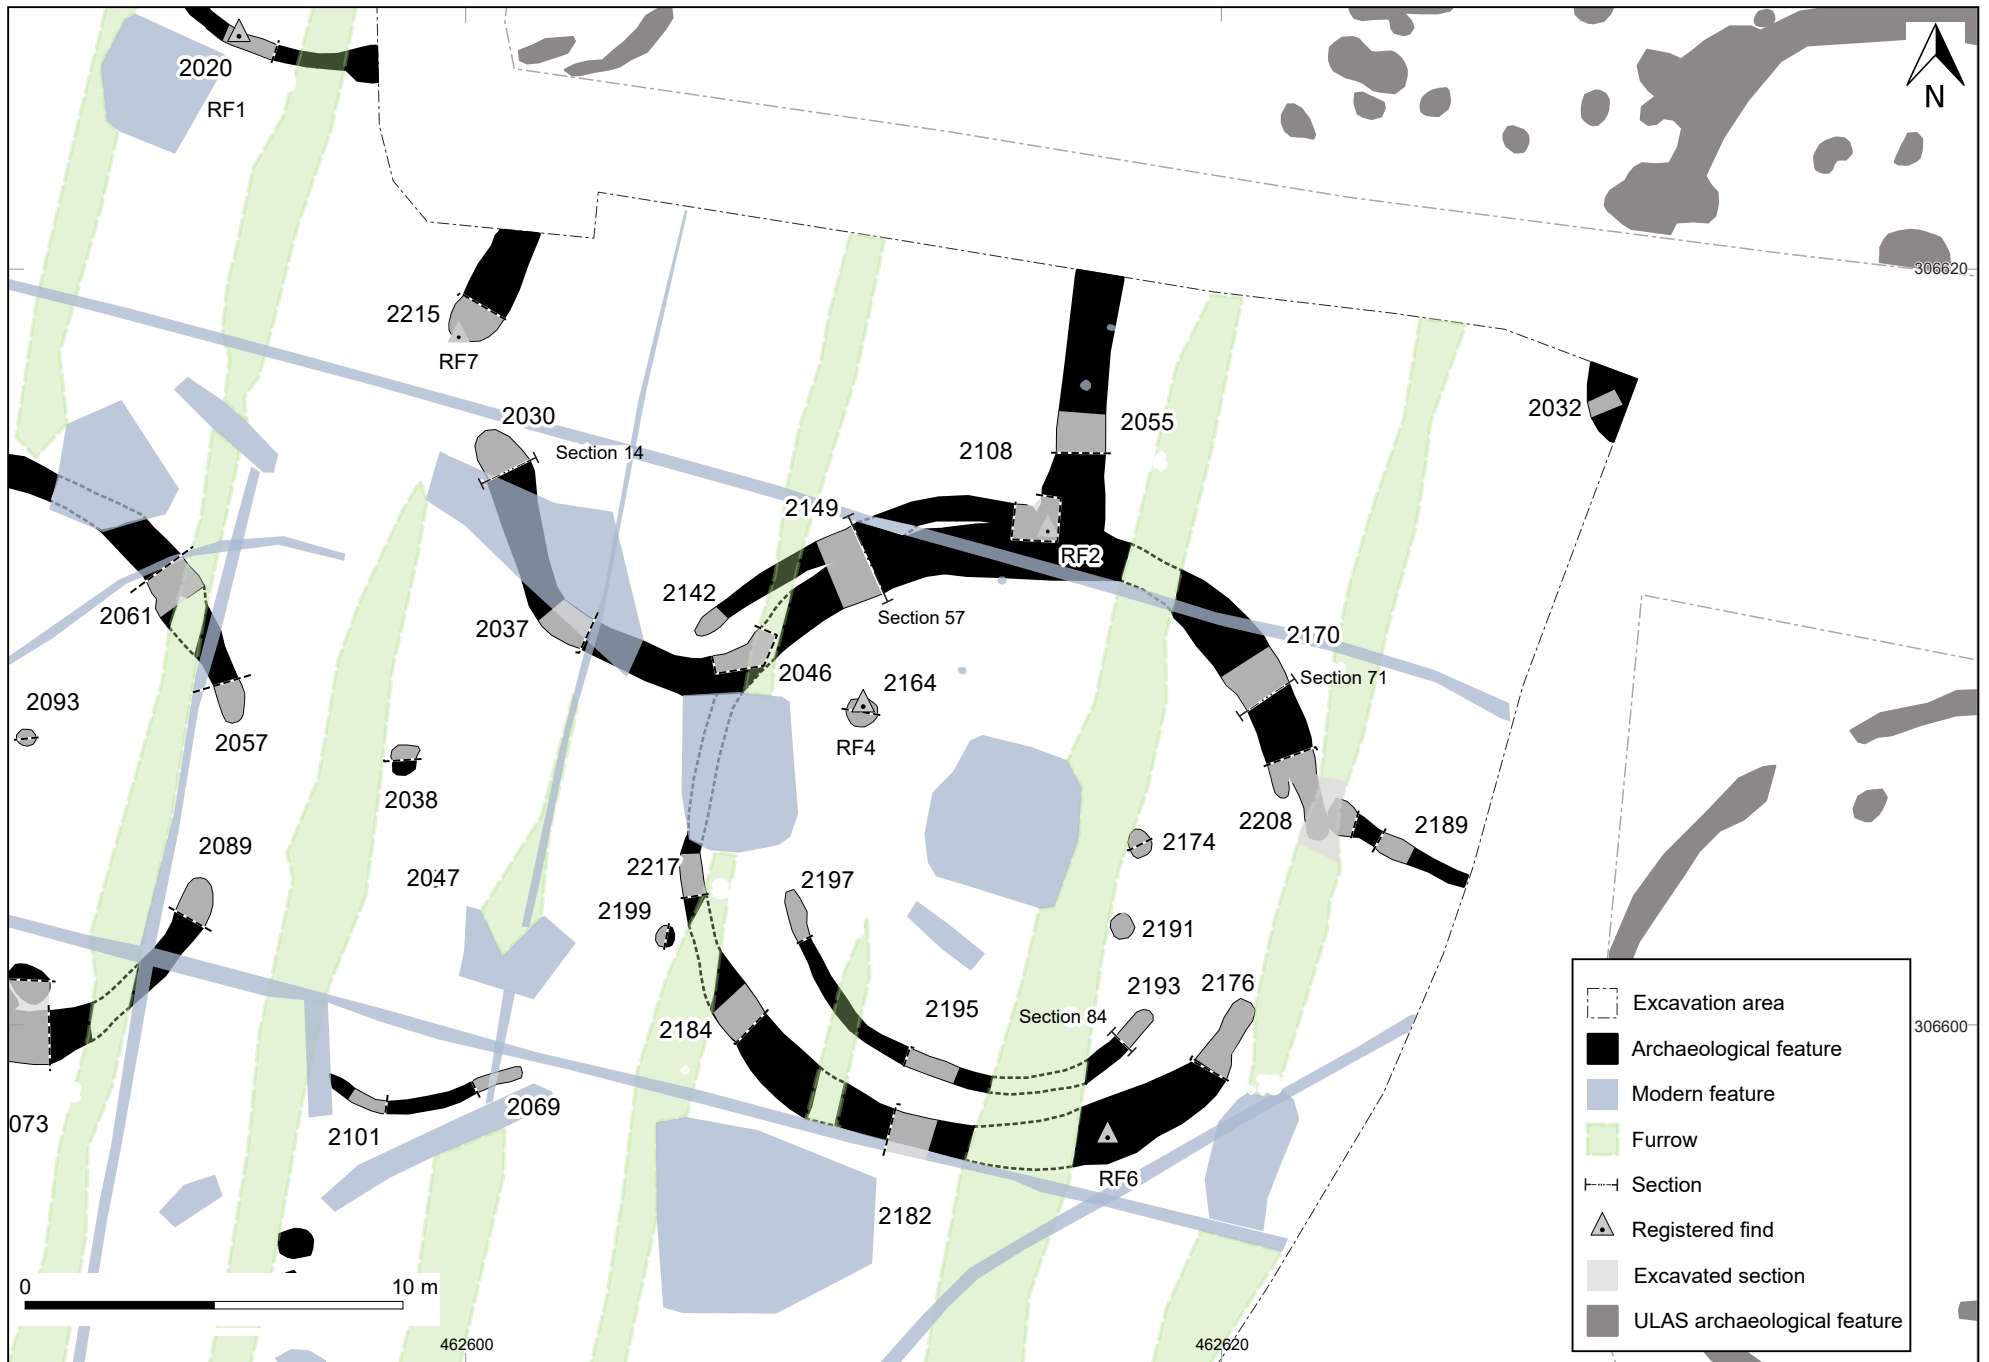 2020
RF1
N
306620
2215
RF7
2030
Section 14
2032
2055
2108
2149
RF2
2142
Section 57
2037
2061
2170
2046
Section 71
2164
2093
RF4
2057
2038
2208
2189
2174
2089
2217
2197
2047
2199
2191
2193
2176
2195
Section 84
2184
306600
2069
073
2101
RF6
2182
0
10 m
462600
462620
Excavation area
Archaeological feature
Modern feature
Furrow
Section
Registered find
Excavated section
ULAS archaeological feature